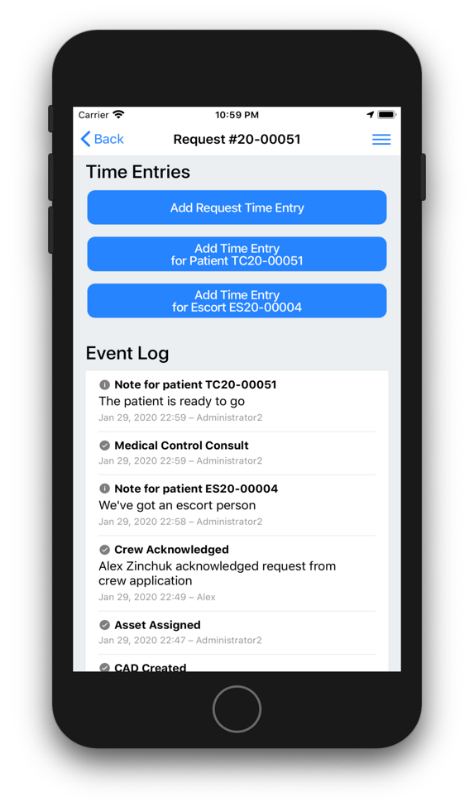 Carrier 10:59 PM
Back Request #20-00051
Time Entries
Add Request Time Entry
Add Time Entry
for Patient TC20-00051
Add Time Entry
for Escort ES20-00004
Event Log
Note for patient TC20-00051
The patient is ready to go
Jan 29, 2020 22:59 – Administrator2
Medical Control Consult
Jan 29, 2020 22:59 – Administrator2
Note for patient ES20-00004
We've got an escort person
Jan 29, 2020 22:58 – Administrator2
Crew Acknowledged
Alex Zinchuk acknowledged request from
crew application
Jan 29, 2020 22:49 – Alex
Asset Assigned
Jan 29, 2020 22:47 – Administrator2
CAD Created